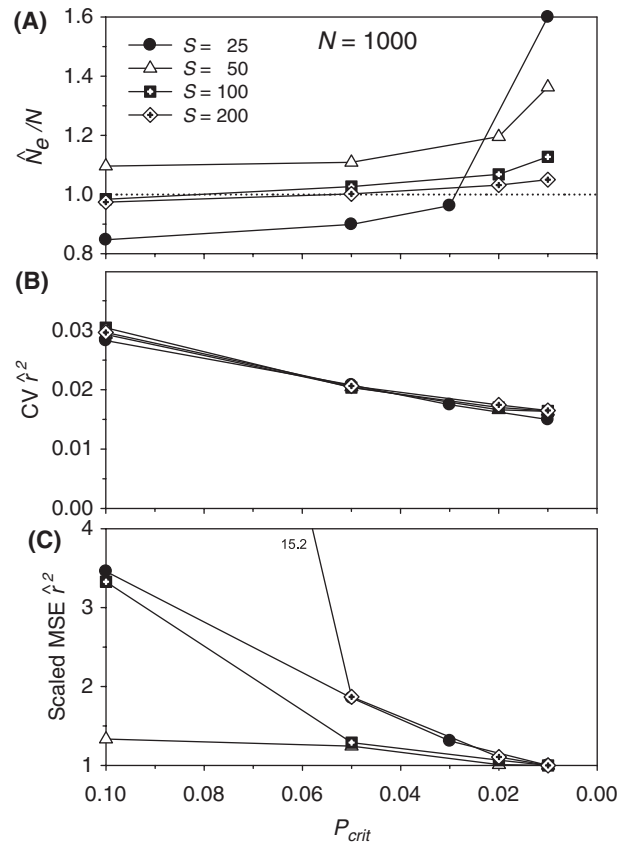 (A)
N = 1000
S = 25
S = 50
S = 100
S = 200
N̂e /N
1.6
1.4
1.2
1.0
0.8
(B)
CV r̂ 2
0.03
0.02
0.01
0.00
(C)
15.2
Scaled MSE r̂ 2
4
3
2
1
0.10 0.08 0.06 0.04 0.02 0.00
Pcrit